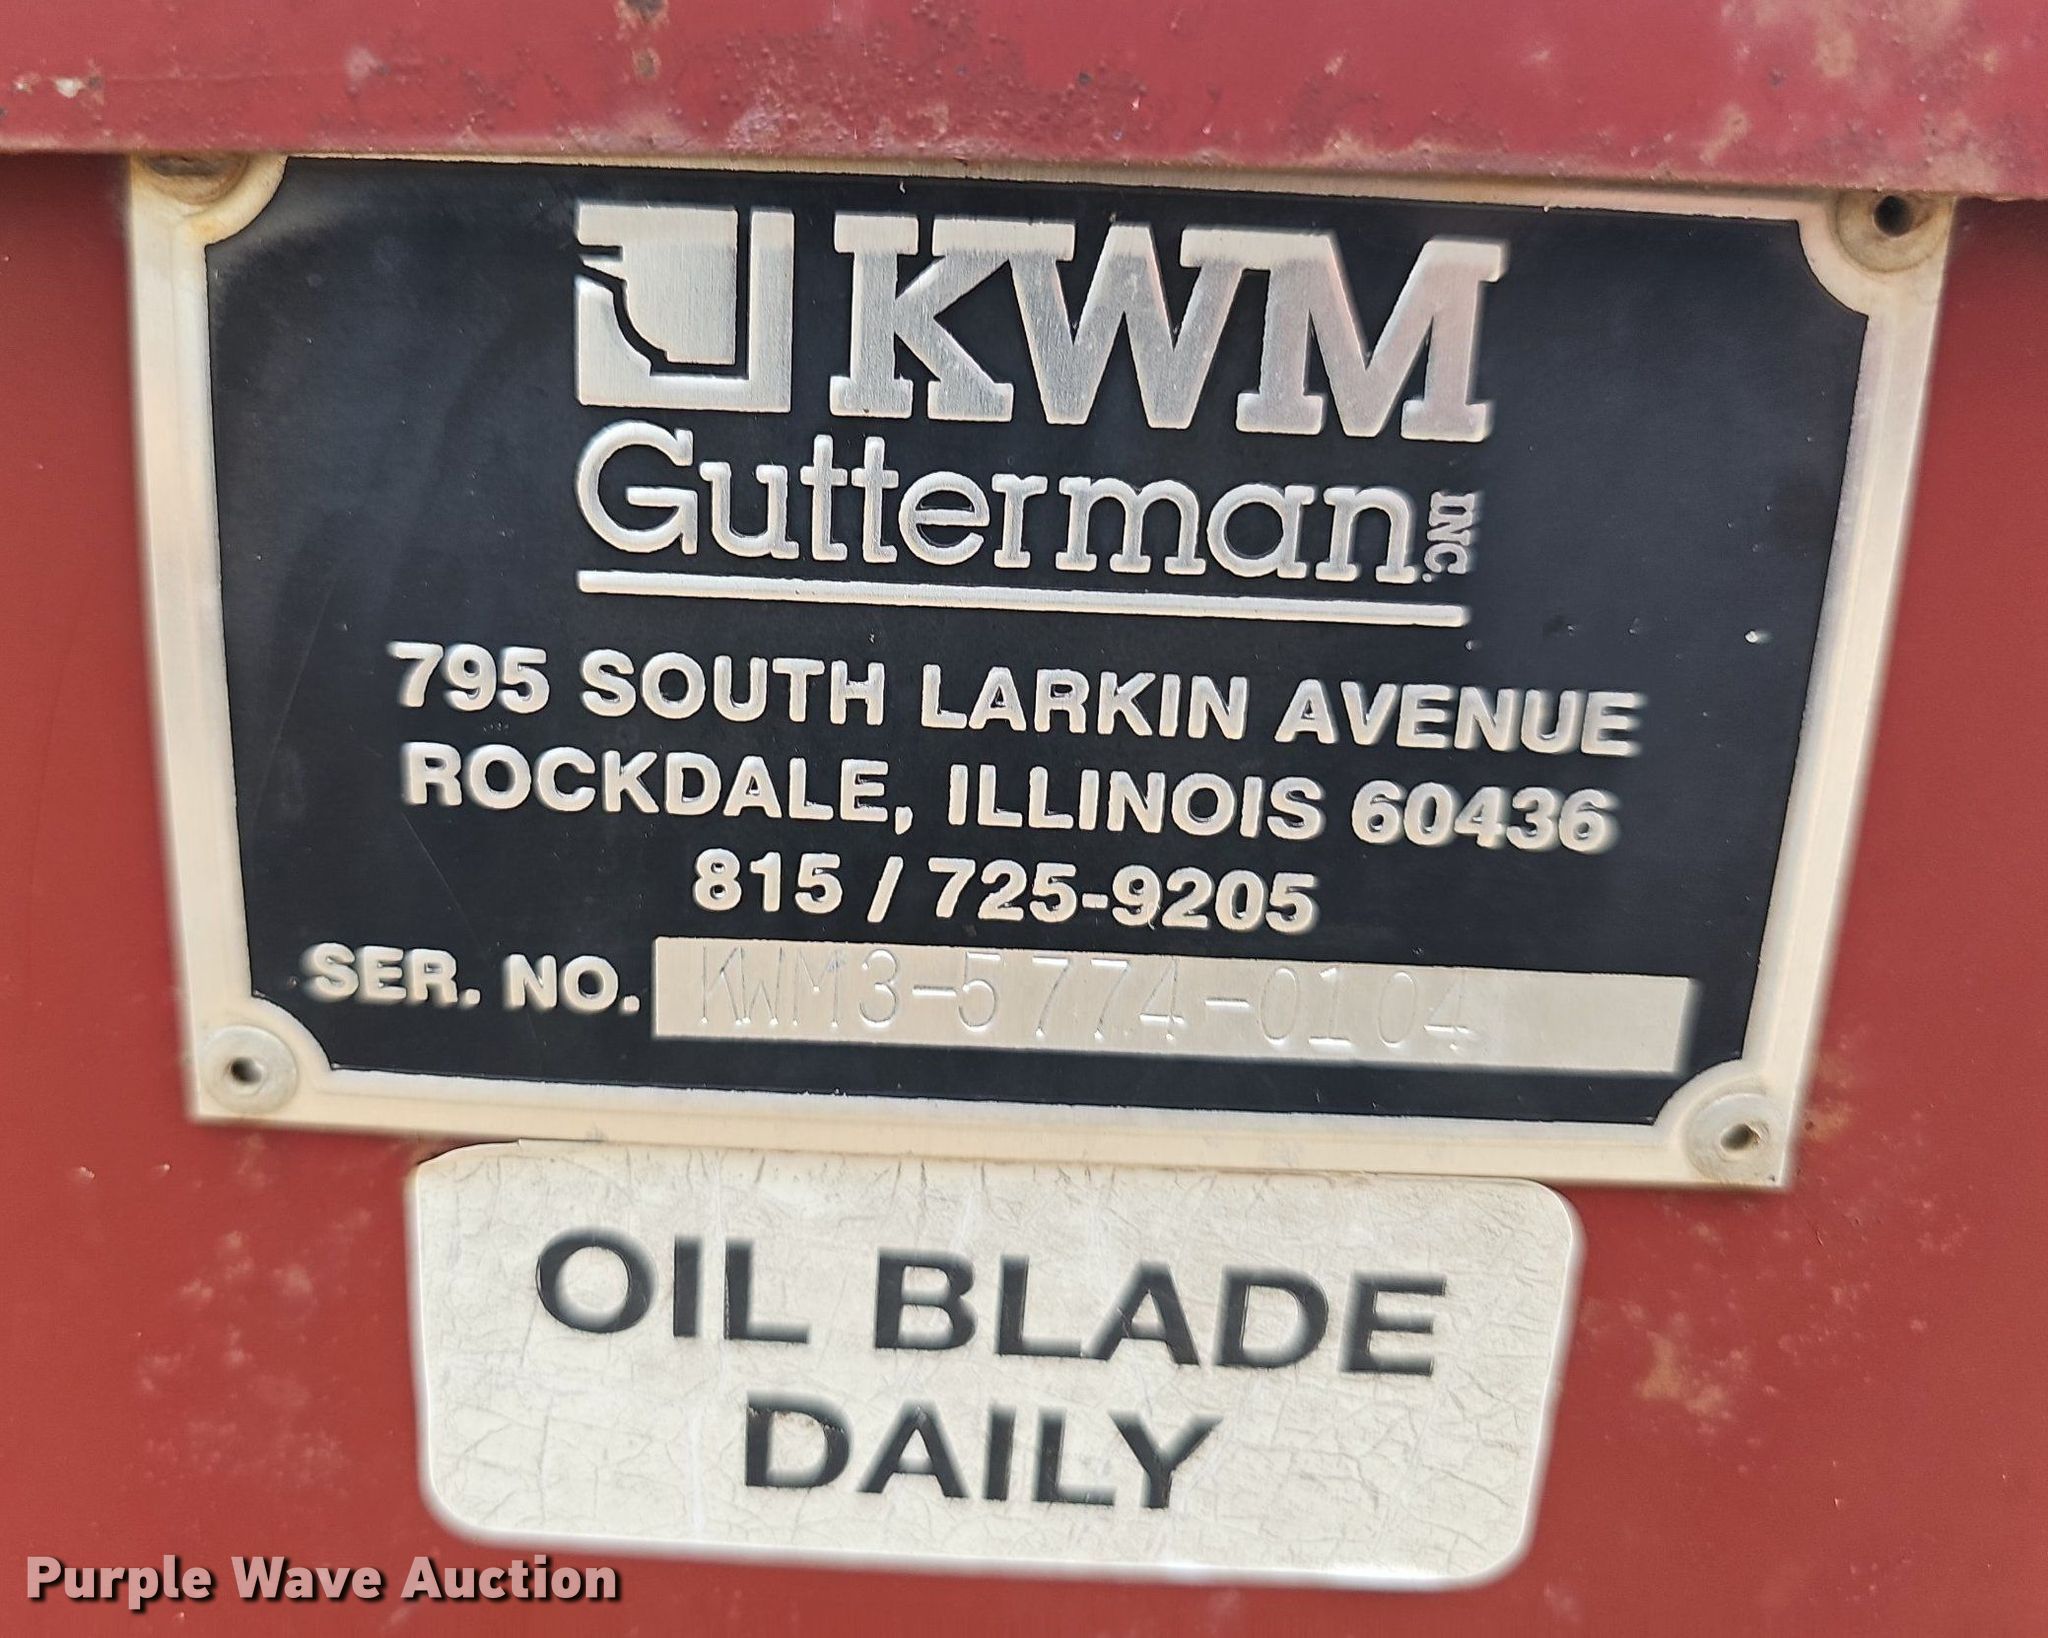 KWM
Gutterman INC.
795 SOUTH LARKIN AVENUE
ROCKDALE, ILLINOIS 60436
815 / 725-9205
SER. NO. KWM3-5774-0104
OIL BLADE
DAILY
Purple Wave Auction